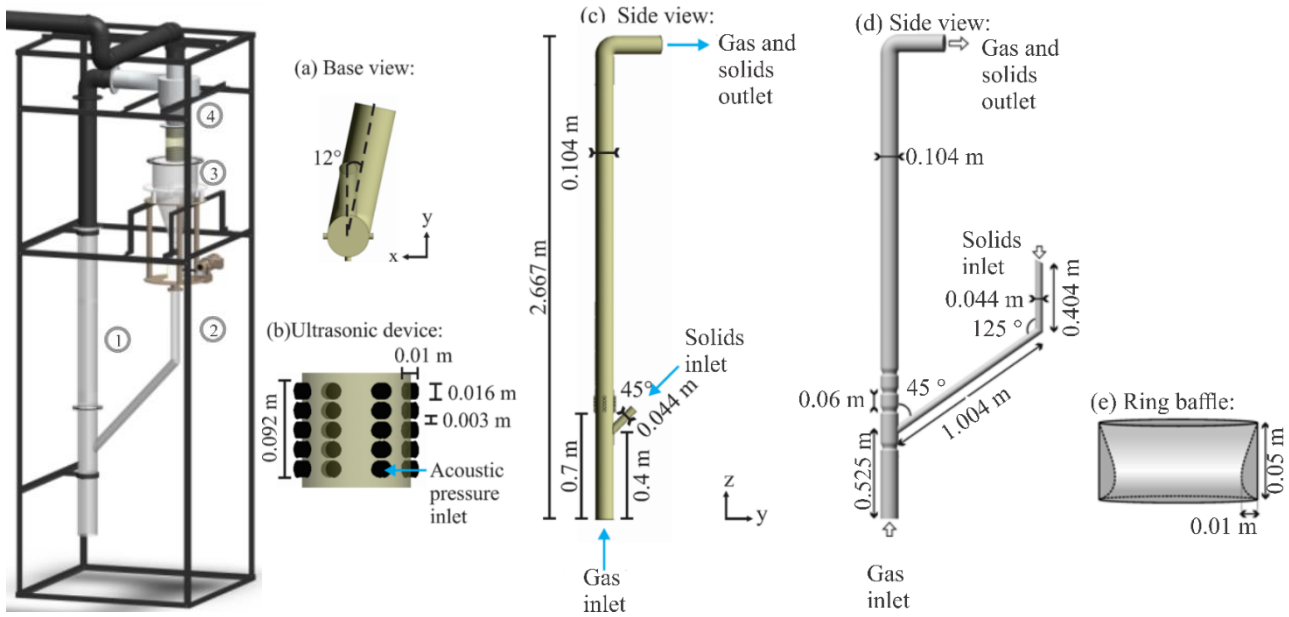 4
3
1
2
(a) Base view:
12°
y
x
(b)Ultrasonic device:
0.01 m
0.016 m
0.003 m
0.092 m
Acoustic
pressure
inlet
(c) Side view:
Gas and
solids
outlet
0.104 m
2.667 m
Solids
inlet
45°
0.044 m
0.7 m
0.4 m
z
y
Gas
inlet
(d) Side view:
Gas and
solids
outlet
0.104 m
Solids
inlet
0.044 m
0.404 m
125 °
45 °
0.06 m
1.004 m
0.525 m
Gas
inlet
(e) Ring baffle:
0.05 m
0.01 m